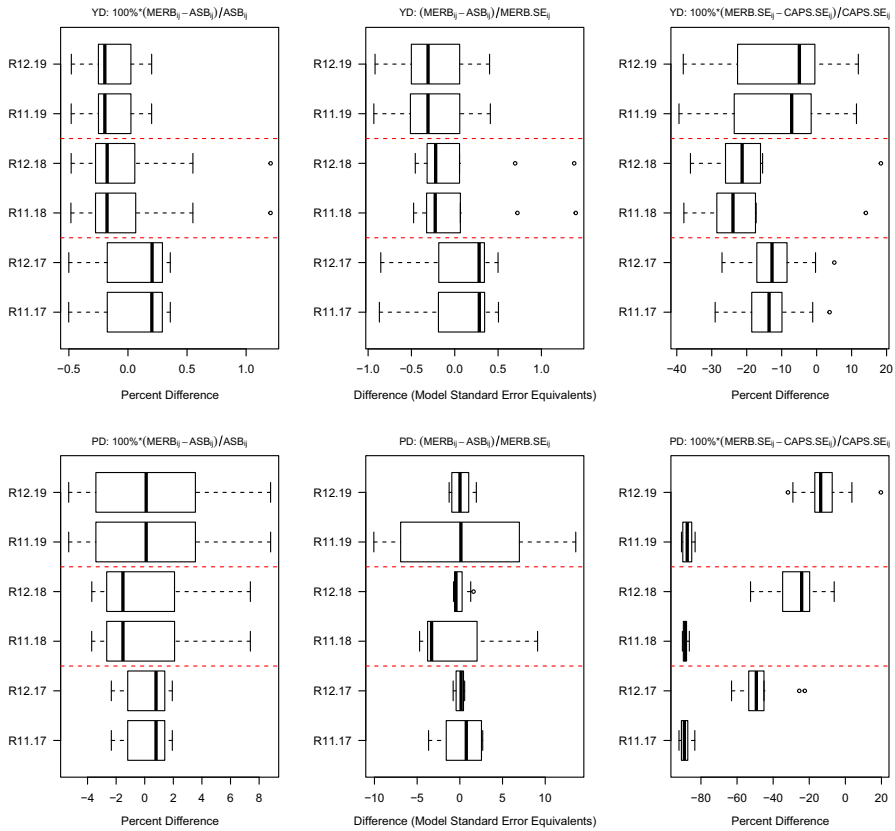 YD: 100%*(MERBij − ASBij)/ASBij
R12.19
R11.19
R12.18
R11.18
R12.17
R11.17
−0.5 0.0 0.5 1.0
Percent Difference
YD: (MERBij − ASBij)/MERB.SEij
R12.19
R11.19
R12.18
R11.18
R12.17
R11.17
−1.0 −0.5 0.0 0.5 1.0
Difference (Model Standard Error Equivalents)
YD: 100%*(MERB.SEij − CAPS.SEij)/CAPS.SEij
R12.19
R11.19
R12.18
R11.18
R12.17
R11.17
−40 −30 −20 −10 0 10 20
Percent Difference
PD: 100%*(MERBij − ASBij)/ASBij
R12.19
R11.19
R12.18
R11.18
R12.17
R11.17
−4 −2 0 2 4 6 8
Percent Difference
PD: (MERBij − ASBij)/MERB.SEij
R12.19
R11.19
R12.18
R11.18
R12.17
R11.17
−10 −5 0 5 10
Difference (Model Standard Error Equivalents)
PD: 100%*(MERB.SEij − CAPS.SEij)/CAPS.SEij
R12.19
R11.19
R12.18
R11.18
R12.17
R11.17
−80 −60 −40 −20 0 20
Percent Difference